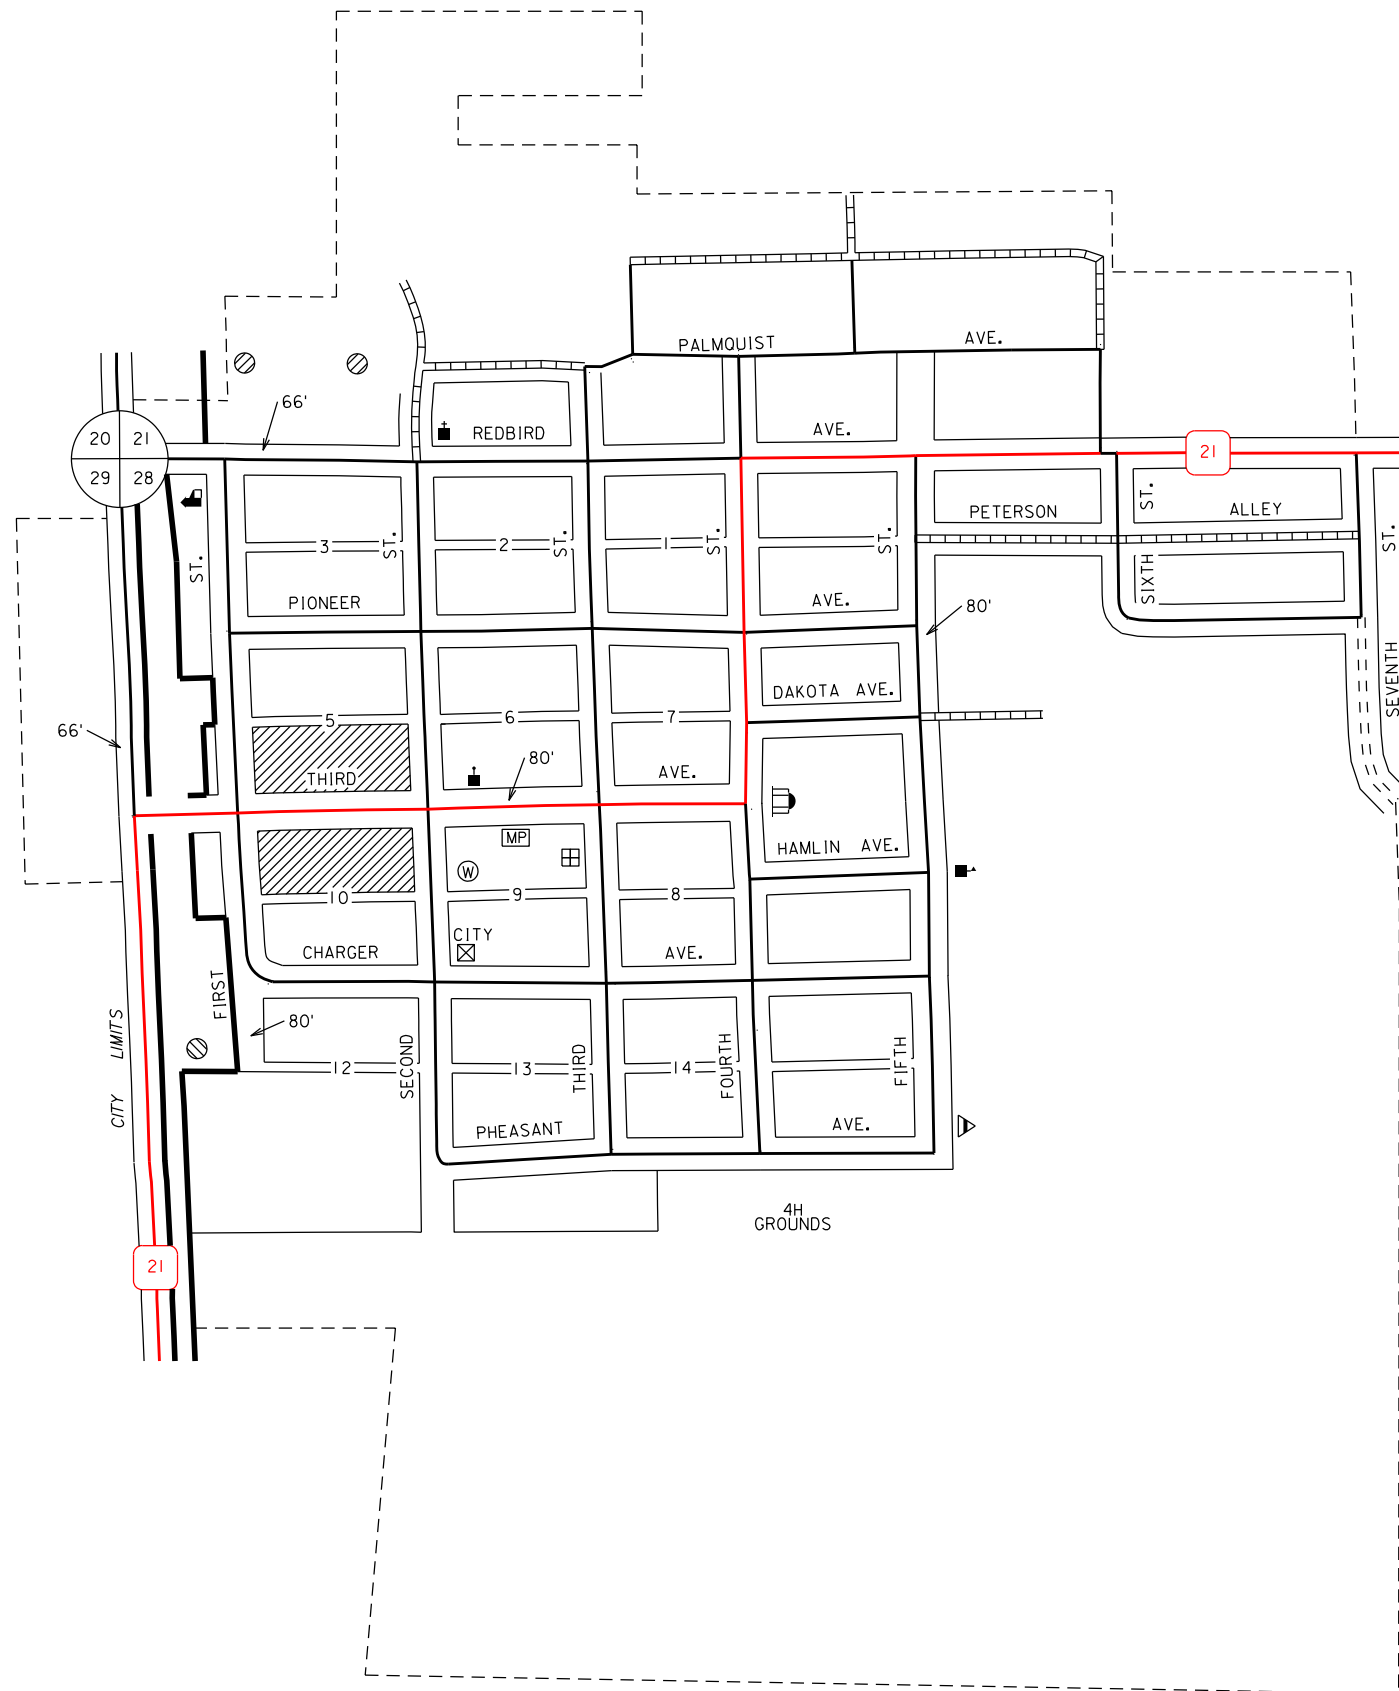 PALMQUIST AVE.
66'
20 21
29 28
REDBIRD AVE.
21
PETERSON ALLEY
ST.
ST.
ST.
ST.
ST.
ST.
ST.
3
2
1
PIONEER AVE.
SIXTH
80'
SEVENTH
DAKOTA AVE.
5
6
7
66'
THIRD AVE.
80'
MP
HAMLIN AVE.
W
10
9
8
CITY
CHARGER AVE.
FIRST
CITY LIMITS
80'
SECOND
THIRD
FOURTH
FIFTH
12
13
14
PHEASANT AVE.
4H
GROUNDS
21